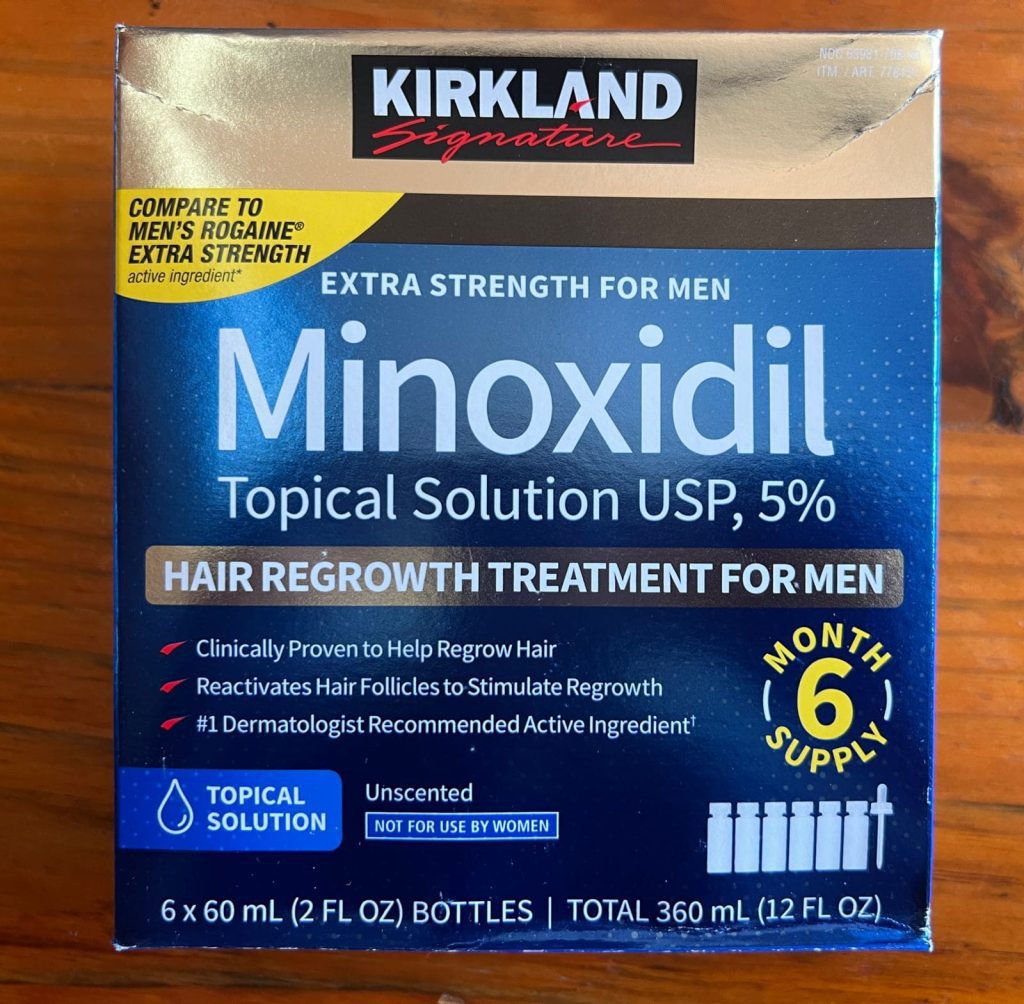 KIRKLAND
Signature
ITM. / ART.
COMPARE TO
MEN'S ROGAINE®
EXTRA STRENGTH
active ingredient*
EXTRA STRENGTH FOR MEN
Minoxidil
Topical Solution USP, 5%
HAIR REGROWTH TREATMENT FOR MEN
Clinically Proven to Help Regrow Hair
Reactivates Hair Follicles to Stimulate Regrowth
#1 Dermatologist Recommended Active Ingredient†
MONTH
6
SUPPLY
TOPICAL
SOLUTION
Unscented
NOT FOR USE BY WOMEN
6 x 60 mL (2 FL OZ) BOTTLES | TOTAL 360 mL (12 FL OZ)